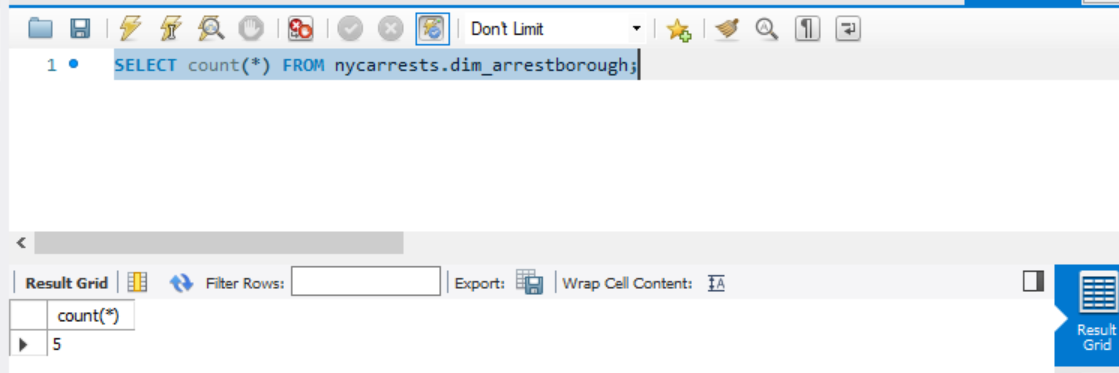 Don't Limit
1 SELECT count(*) FROM nycarrests.dim_arrestborough;
Result Grid Filter Rows: Export: Wrap Cell Content:
count(*)
5
Result
Grid